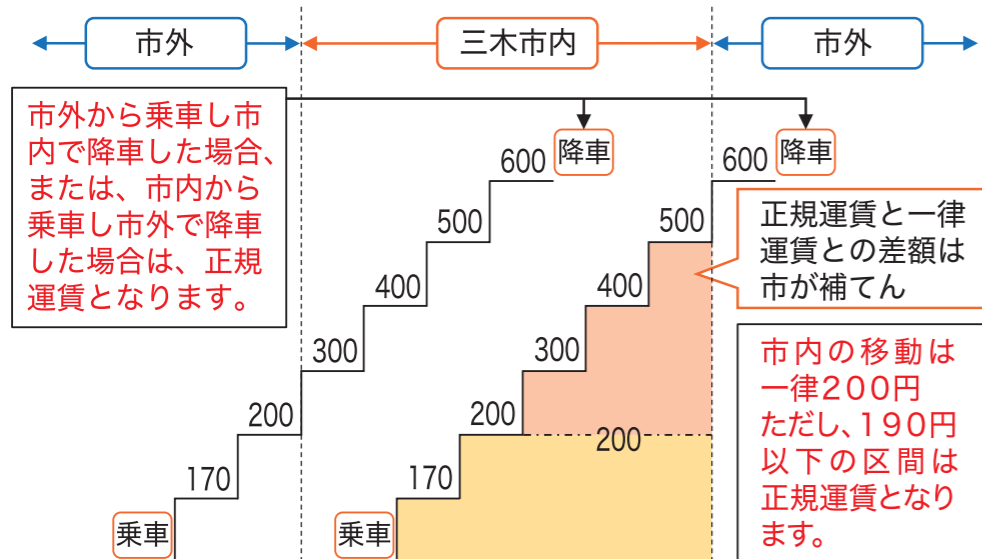 市外
三木市内
市外
市外から乗車し市
内で降車した場合、
または、市内から
乗車し市外で降車
した場合は、正規
運賃となります。
降車
600
500
400
300
200
170
乗車
降車
600
500
400
300
200
200
170
乗車
正規運賃と一律
運賃との差額は
市が補てん
市内の移動は
一律200円
ただし、190円
以下の区間は
正規運賃となり
ます。